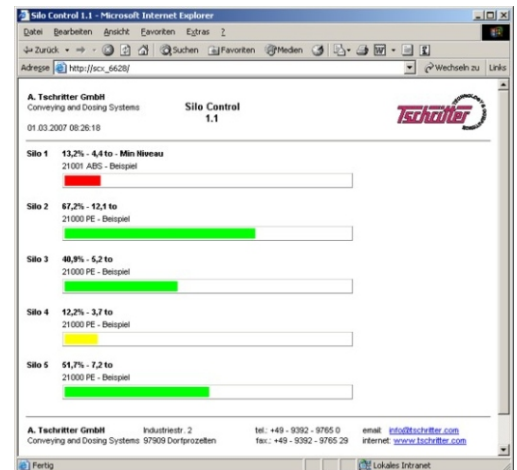 Silo Control 1.1 - Microsoft Internet Explorer
Datei Bearbeiten Ansicht Favoriten Extras ?
Zurück Suchen Favoriten Medien
Adresse http://scx_6628/ Wechseln zu Links
A. Tschritter GmbH
Conveying and Dosing Systems
Silo Control
1.1
01.03.2007 08:26:18
Tschritter
Silo 1 13,2% - 4,4 to - Min Niveau
21001 ABS - Beispiel
Silo 2 67,2% - 12,1 to
21000 PE - Beispiel
Silo 3 40,9% - 5,2 to
21000 PE - Beispiel
Silo 4 12,2% - 3,7 to
21000 PE - Beispiel
Silo 5 51,7% - 7,2 to
21000 PE - Beispiel
A. Tschritter GmbH Industriestr. 2 tel.: +49 - 9392 - 9765 0 email: info@tschritter.com
Conveying and Dosing Systems 97909 Dorfprozelten fax.: +49 - 9392 - 9765 29 internet: www.tschritter.com
Fertig Lokales Intranet